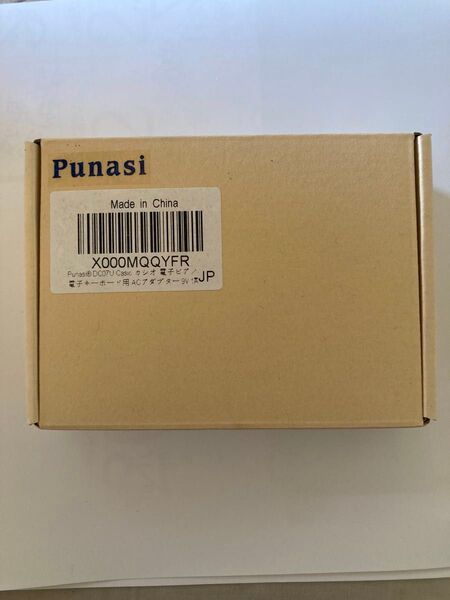 Punasi
Made in China
X000MQQYFR
Punasi® DC07U Casio カシオ 電子ピアノ/
電子キーボード用 ACアダプター 9V JP